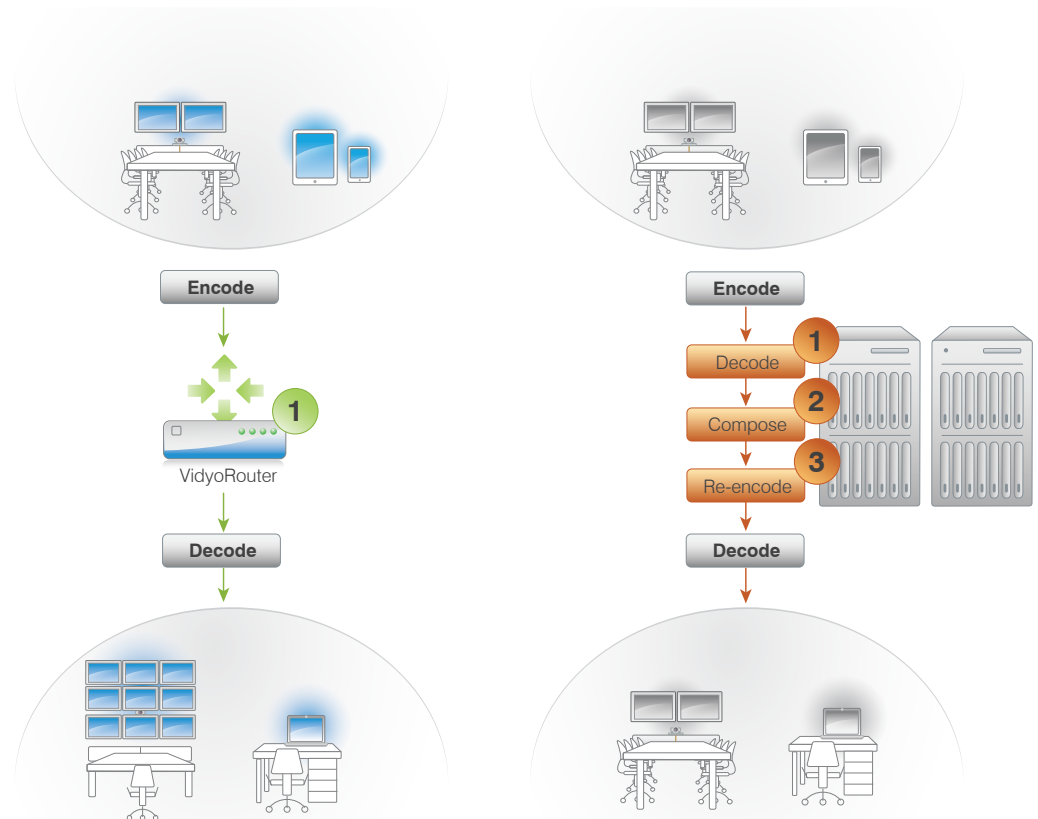 Encode
1
VidyoRouter
Decode
Encode
1
Decode
2
Compose
3
Re-encode
Decode